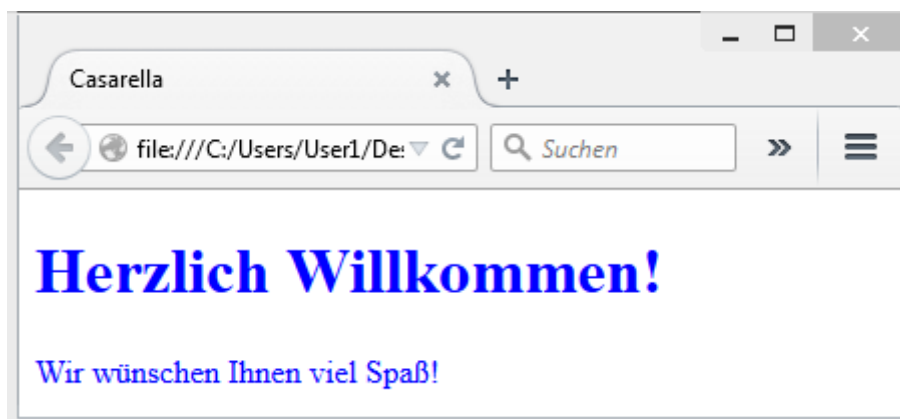 Casarella
file:///C:/Users/User1/De
Suchen
Herzlich Willkommen!
Wir wünschen Ihnen viel Spaß!